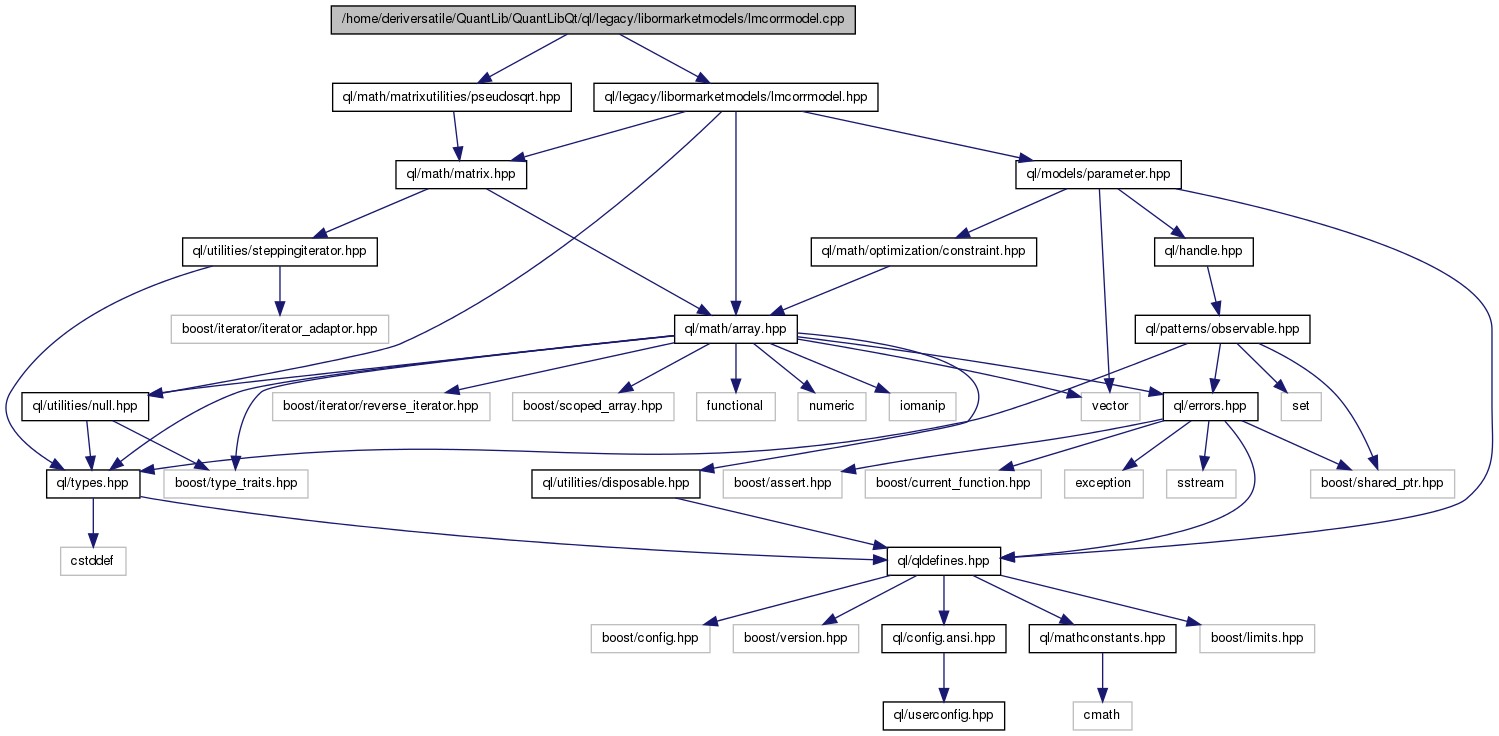 /home/deriversatile/QuantLib/QuantLibQt/ql/legacy/libormarketmodels/lmcorrmodel.cpp
ql/math/matrixutilities/pseudosqrt.hpp
ql/legacy/libormarketmodels/lmcorrmodel.hpp
ql/math/matrix.hpp
ql/models/parameter.hpp
ql/utilities/steppingiterator.hpp
ql/math/optimization/constraint.hpp
ql/handle.hpp
boost/iterator/iterator_adaptor.hpp
ql/math/array.hpp
ql/patterns/observable.hpp
ql/utilities/null.hpp
boost/iterator/reverse_iterator.hpp
boost/scoped_array.hpp
functional
numeric
iomanip
vector
ql/errors.hpp
set
ql/types.hpp
boost/type_traits.hpp
ql/utilities/disposable.hpp
boost/assert.hpp
boost/current_function.hpp
exception
sstream
boost/shared_ptr.hpp
cstddef
ql/qldefines.hpp
boost/config.hpp
boost/version.hpp
ql/config.ansi.hpp
ql/mathconstants.hpp
boost/limits.hpp
ql/userconfig.hpp
cmath